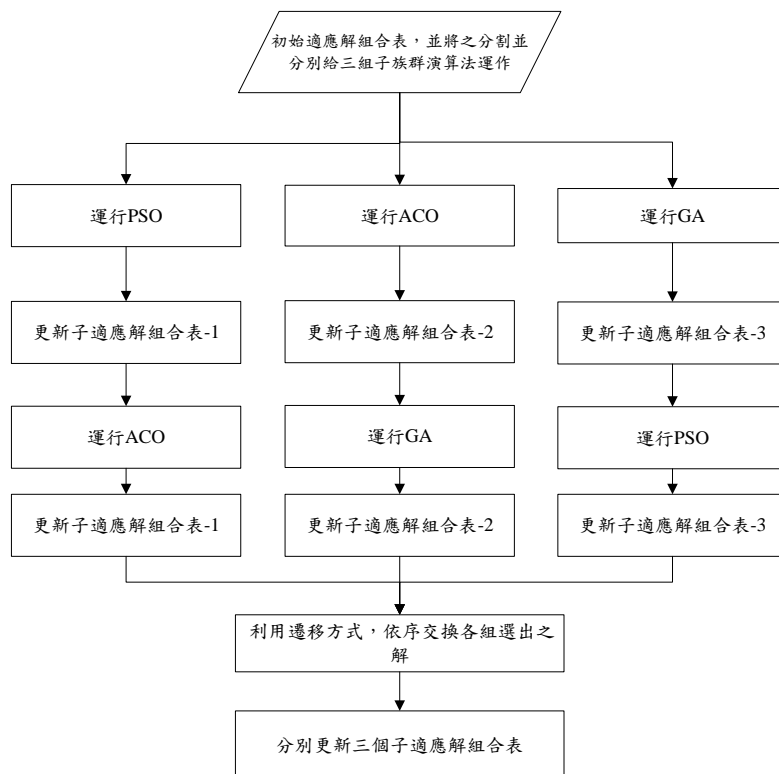 初始適應解組合表，並將之分割並
分別給三組子族群演算法運作
運行PSO
運行ACO
運行GA
更新子適應解組合表-1
更新子適應解組合表-2
更新子適應解組合表-3
運行ACO
運行GA
運行PSO
更新子適應解組合表-1
更新子適應解組合表-2
更新子適應解組合表-3
利用遷移方式，依序交換各組選出之
解
分別更新三個子適應解組合表